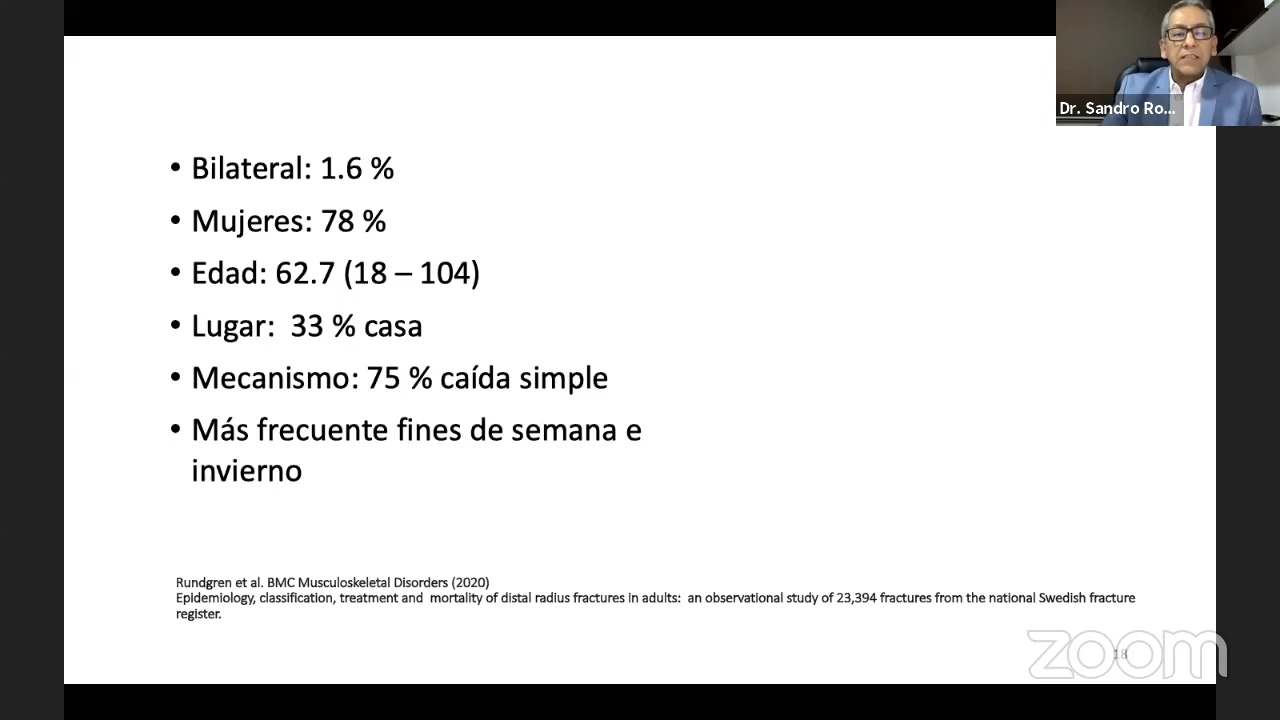 Dr. Sandro Ro...
• Bilateral: 1.6 %
• Mujeres: 78 %
• Edad: 62.7 (18 – 104)
• Lugar:  33 % casa
• Mecanismo: 75 % caída simple
• Más frecuente fines de semana e
invierno
Rundgren et al. BMC Musculoskeletal Disorders (2020)
Epidemiology, classification, treatment and  mortality of distal radius fractures in adults:  an observational study of 23,394 fractures from the national Swedish fracture
register.
zoom
18